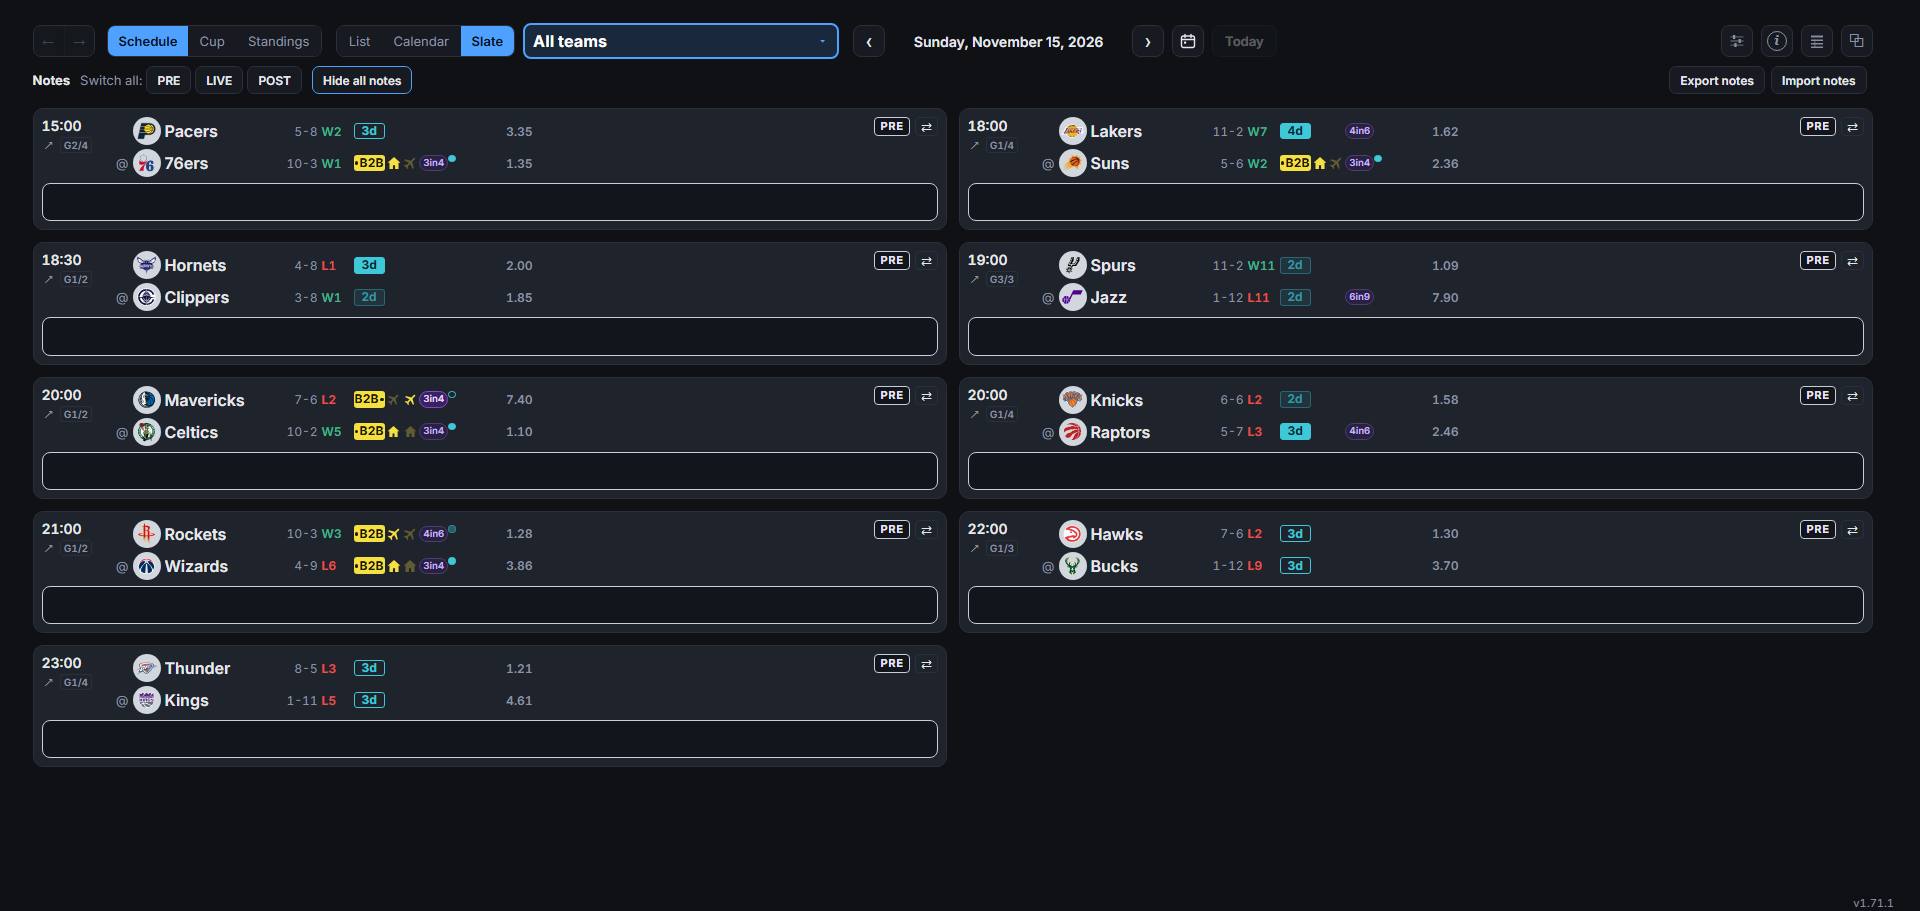 ← → Schedule Cup Standings List Calendar Slate All teams ‹ Sunday, November 15, 2026 › Today
Notes Switch all: PRE LIVE POST Hide all notes Export notes Import notes
15:00 Pacers 5-8 W2 3d 3.35 PRE ⇄
↗ G2/4
@ 76ers 10-3 W1 •B2B 3in4 1.35
18:00 Lakers 11-2 W7 4d 4in6 1.62 PRE ⇄
↗ G1/4
@ Suns 5-6 W2 •B2B 3in4 2.36
18:30 Hornets 4-8 L1 3d 2.00 PRE ⇄
↗ G1/2
@ Clippers 3-8 W1 2d 1.85
19:00 Spurs 11-2 W11 2d 1.09 PRE ⇄
↗ G3/3
@ Jazz 1-12 L11 2d 6in9 7.90
20:00 Mavericks 7-6 L2 B2B• 3in4 7.40 PRE ⇄
↗ G1/2
@ Celtics 10-2 W5 •B2B 3in4 1.10
20:00 Knicks 6-6 L2 2d 1.58 PRE ⇄
↗ G1/4
@ Raptors 5-7 L3 3d 4in6 2.46
21:00 Rockets 10-3 W3 •B2B 4in6 1.28 PRE ⇄
↗ G1/2
@ Wizards 4-9 L6 •B2B 3in4 3.86
22:00 Hawks 7-6 L2 3d 1.30 PRE ⇄
↗ G1/3
@ Bucks 1-12 L9 3d 3.70
23:00 Thunder 8-5 L3 3d 1.21 PRE ⇄
↗ G1/4
@ Kings 1-11 L5 3d 4.61
v1.71.1